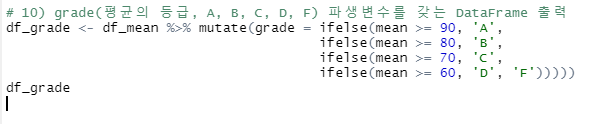 # 10) grade(평균의 등급, A, B, C, D, F) 파생변수를 갖는 DataFrame 출력
df_grade <- df_mean %>% mutate(grade = ifelse(mean >= 90, 'A',
ifelse(mean >= 80, 'B',
ifelse(mean >= 70, 'C',
ifelse(mean >= 60, 'D', 'F')))))
df_grade